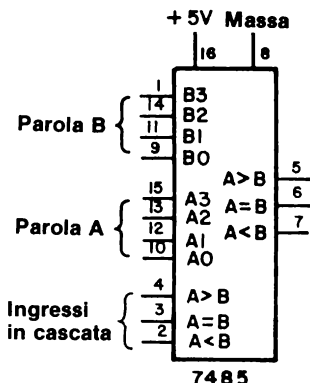 +5V Massa
16 8
1 B3
14 B2
Parola B
11 B1
9 B0
A>B 5
A=B 6
A<B 7
15 A3
13 A2
Parola A
12 A1
10 A0
4 A>B
Ingressi
in cascata
3 A=B
2 A<B
7485